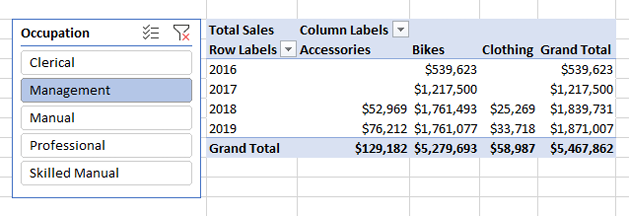 Occupation
Clerical
Management
Manual
Professional
Skilled Manual
Total Sales Column Labels
Row Labels Accessories Bikes Clothing Grand Total
2016 $539,623 $539,623
2017 $1,217,500 $1,217,500
2018 $52,969 $1,761,493 $25,269 $1,839,731
2019 $76,212 $1,761,077 $33,718 $1,871,007
Grand Total $129,182 $5,279,693 $58,987 $5,467,862